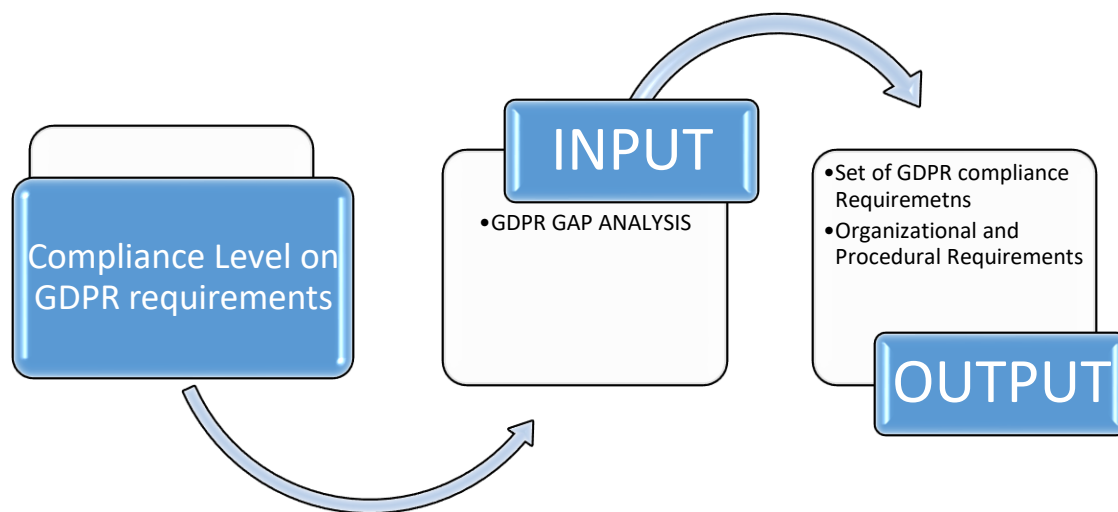 Compliance Level on
GDPR requirements
INPUT
•GDPR GAP ANALYSIS
•Set of GDPR compliance
Requiremetns
•Organizational and
Procedural Requirements
OUTPUT